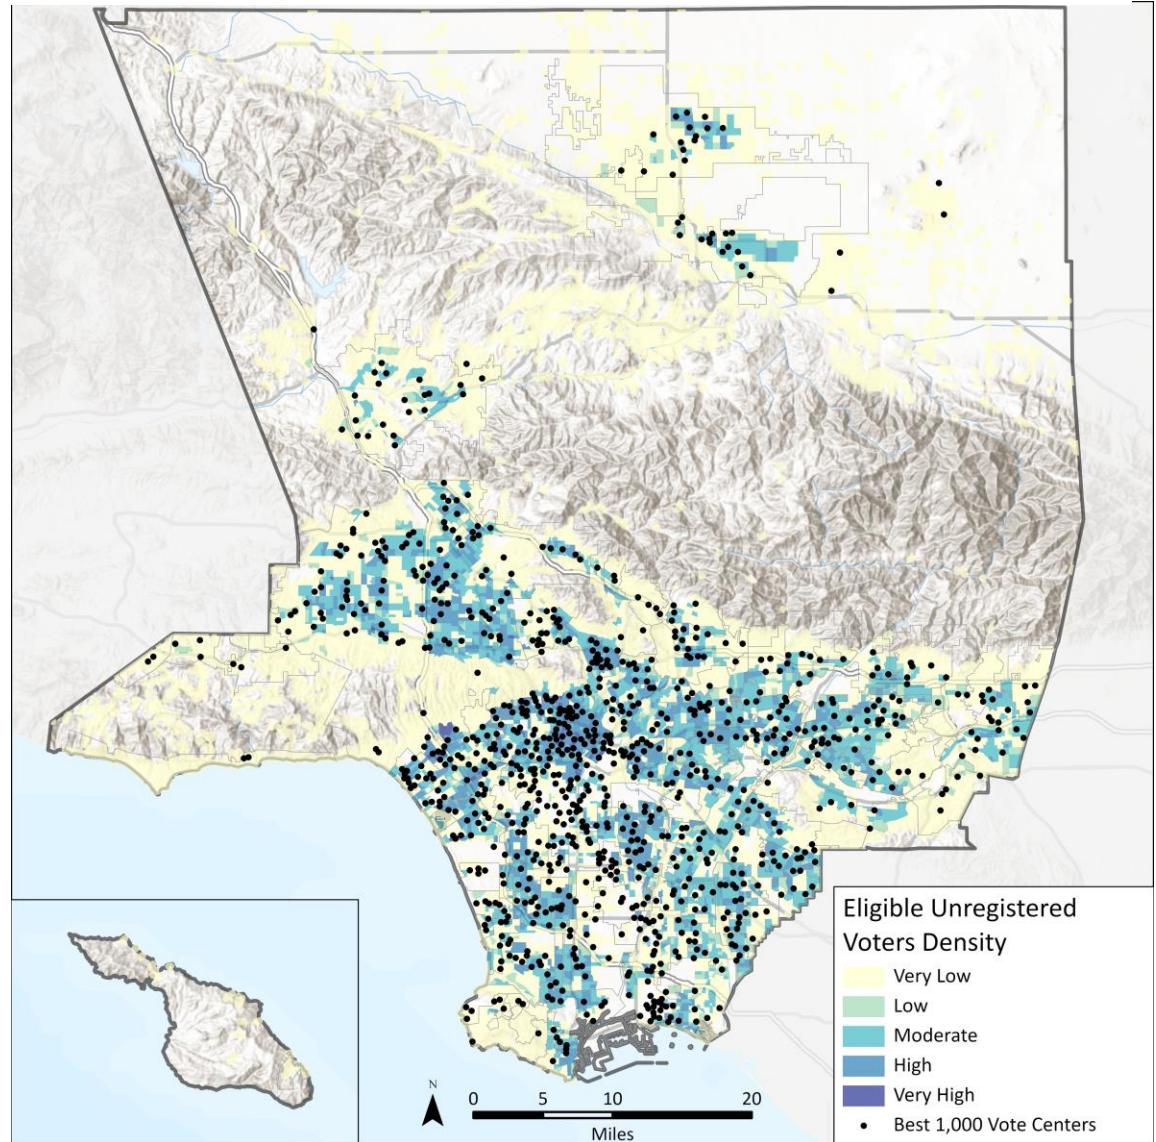 Eligible Unregistered
Voters Density
Very Low
Low
Moderate
High
Very High
Best 1,000 Vote Centers
N
0 5 10 20
Miles